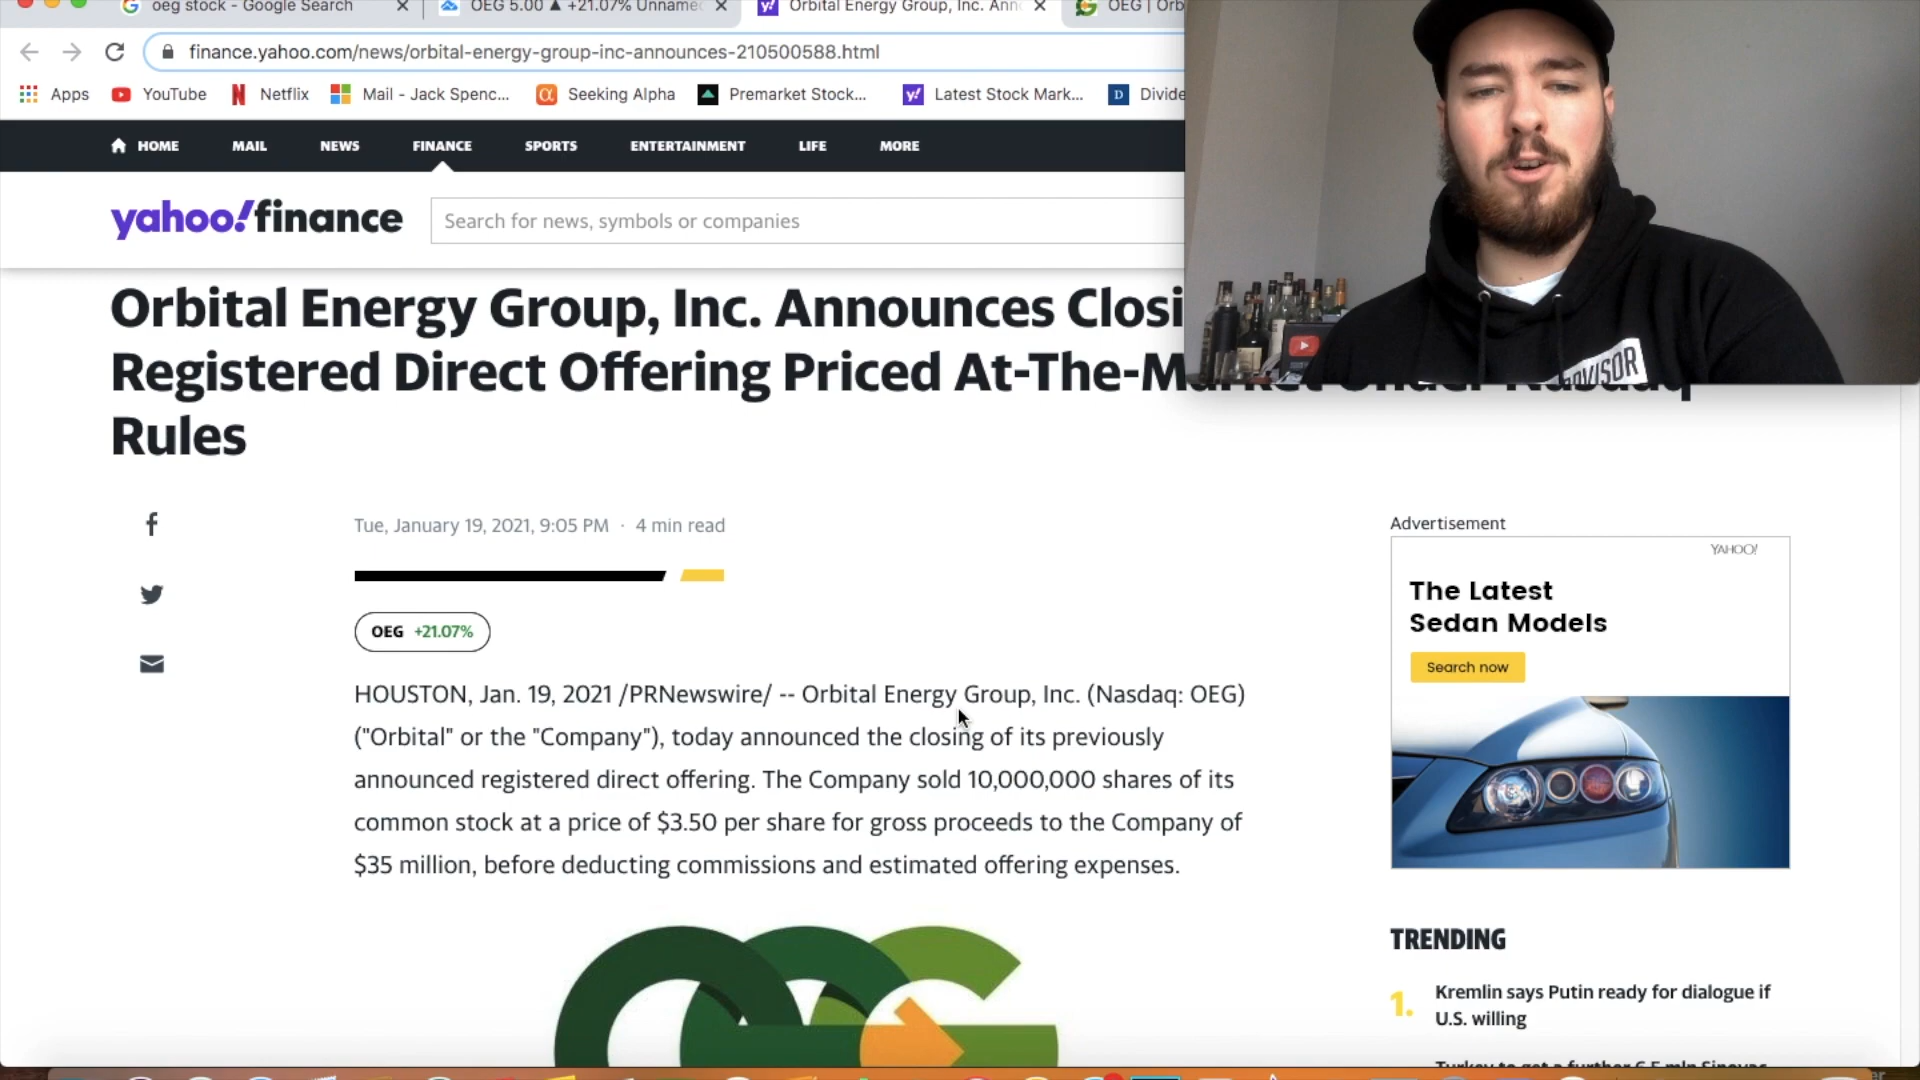 oeg stock - Google Search
OEG 5.00 ▲ +21.07% Unname
Orbital Energy Group, Inc. Ann
OEG | Orb
finance.yahoo.com/news/orbital-energy-group-inc-announces-210500588.html
Apps YouTube Netflix Mail - Jack Spenc... Seeking Alpha Premarket Stock... Latest Stock Mark... Divide
HOME MAIL NEWS FINANCE SPORTS ENTERTAINMENT LIFE MORE
yahoo!finance
Search for news, symbols or companies
Orbital Energy Group, Inc. Announces Closi
Registered Direct Offering Priced At-The-Market Under Nasdaq
Rules
Tue, January 19, 2021, 9:05 PM · 4 min read
OEG +21.07%
HOUSTON, Jan. 19, 2021 /PRNewswire/ -- Orbital Energy Group, Inc. (Nasdaq: OEG)
("Orbital" or the "Company"), today announced the closing of its previously
announced registered direct offering. The Company sold 10,000,000 shares of its
common stock at a price of $3.50 per share for gross proceeds to the Company of
$35 million, before deducting commissions and estimated offering expenses.
OEG
Advertisement
YAHOO!
The Latest
Sedan Models
Search now
TRENDING
1. Kremlin says Putin ready for dialogue if
U.S. willing